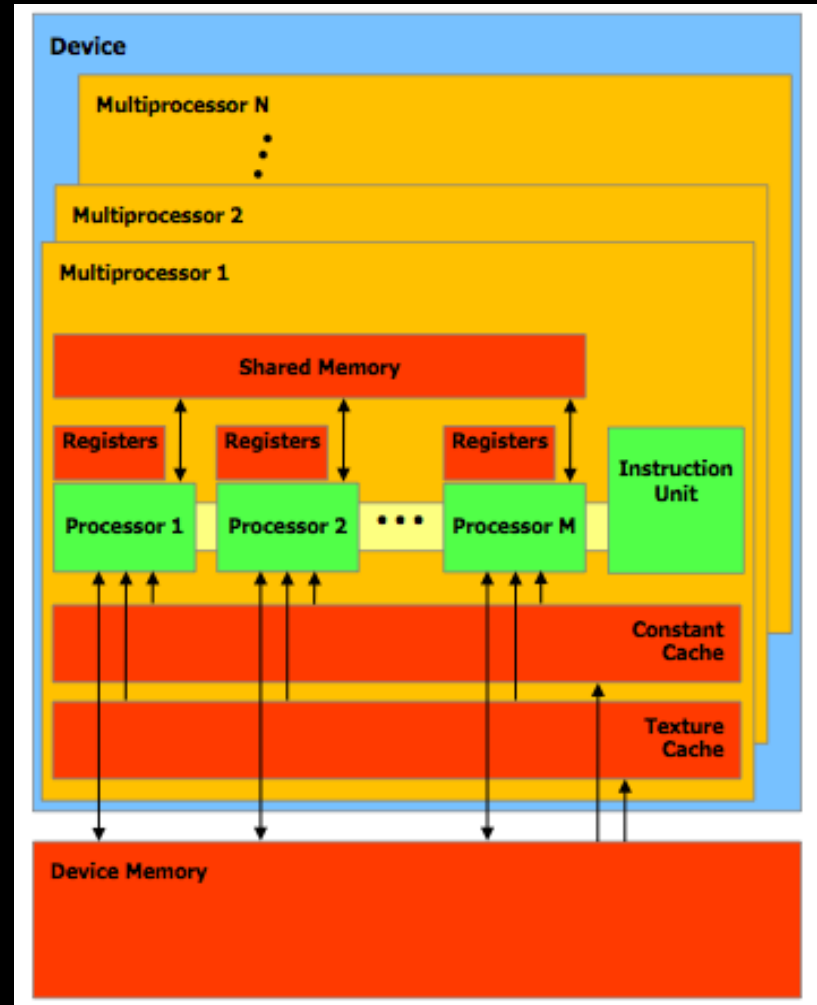 Device
Multiprocessor N
Multiprocessor 2
Multiprocessor 1
Shared Memory
Registers
Registers
Registers
Instruction
Unit
Processor 1
Processor 2
• • •
Processor M
Constant
Cache
Texture
Cache
Device Memory